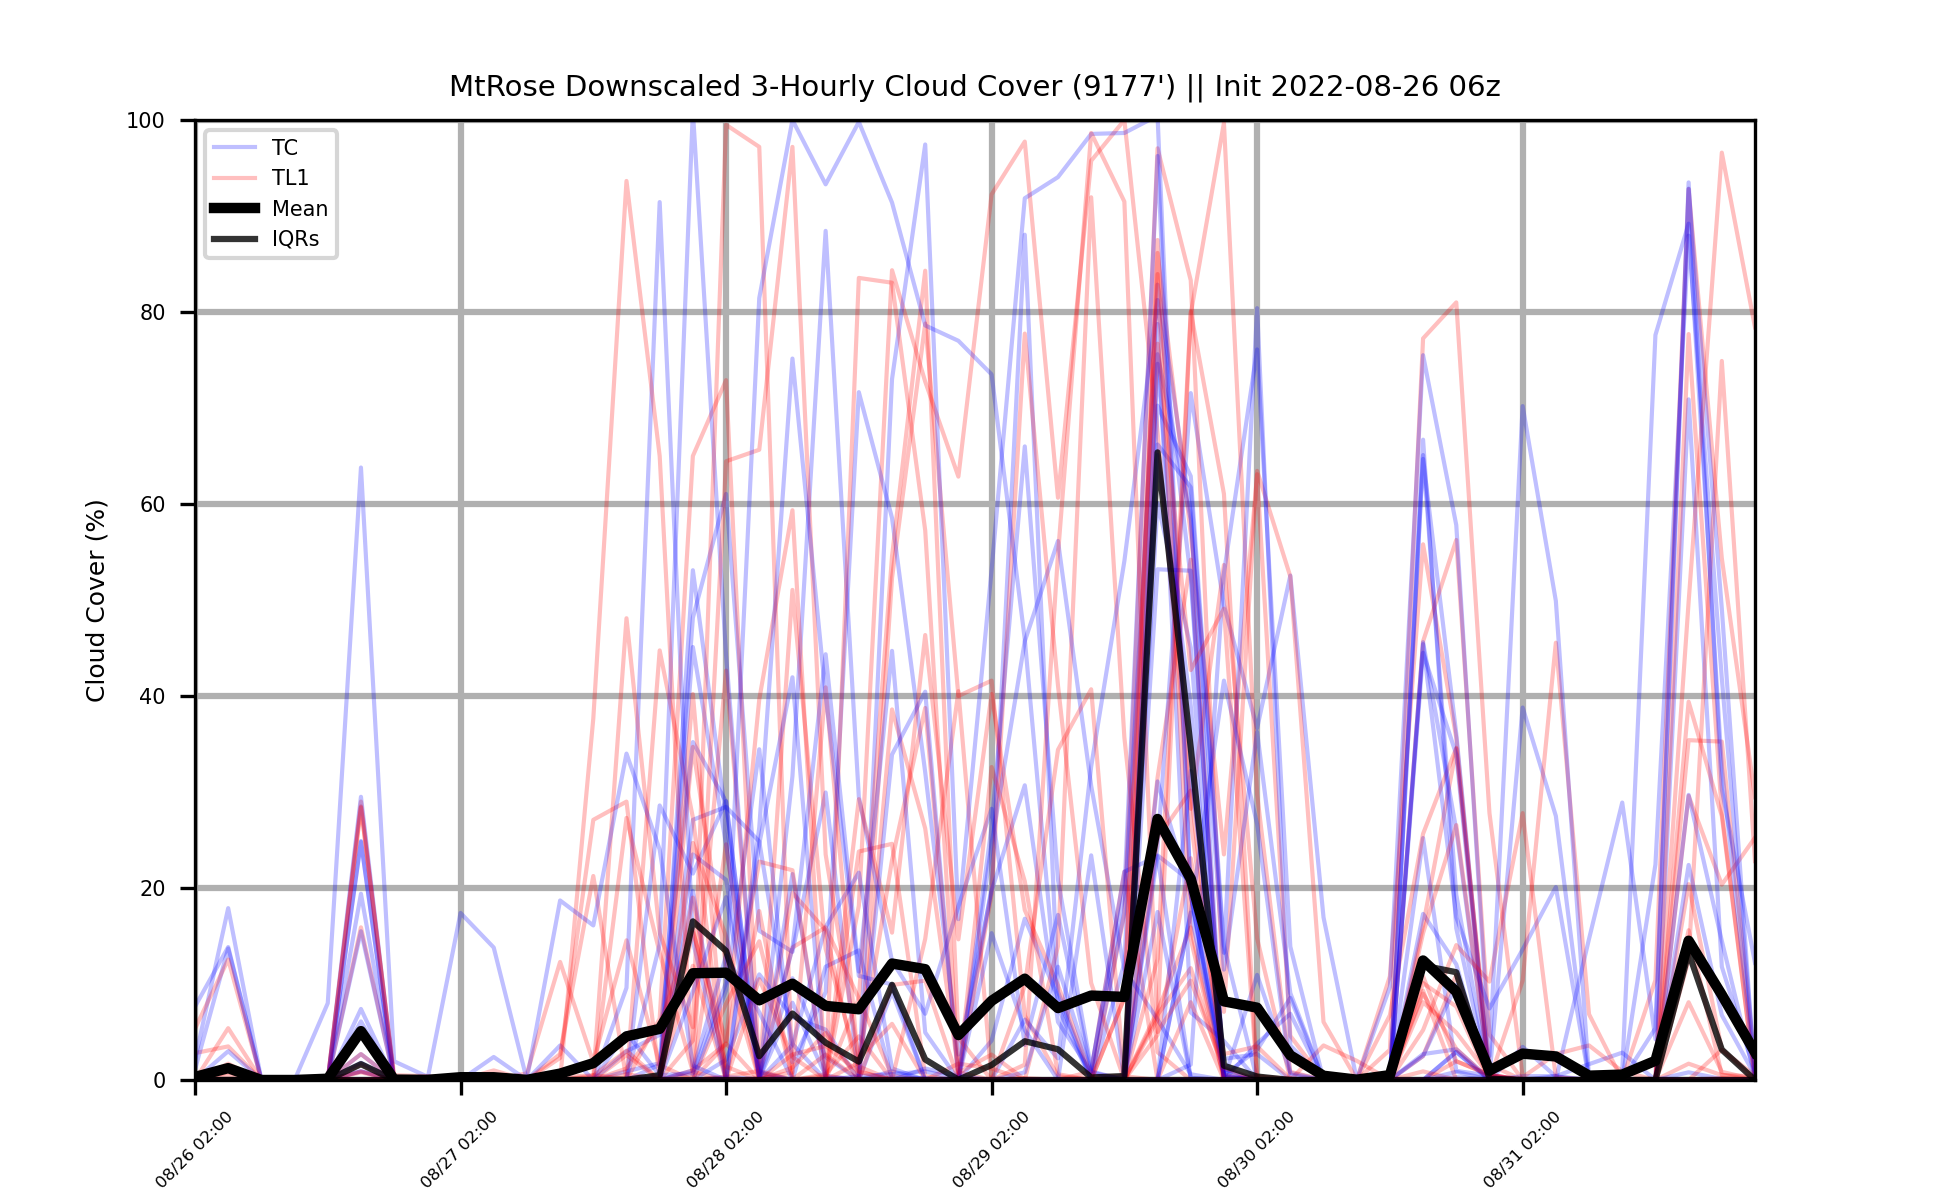 MtRose Downscaled 3-Hourly Cloud Cover (9177') || Init 2022-08-26 06z
100
80
60
40
20
0
Cloud Cover (%)
TC
TL1
Mean
IQRs
08/26 02:00
08/27 02:00
08/28 02:00
08/29 02:00
08/30 02:00
08/31 02:00